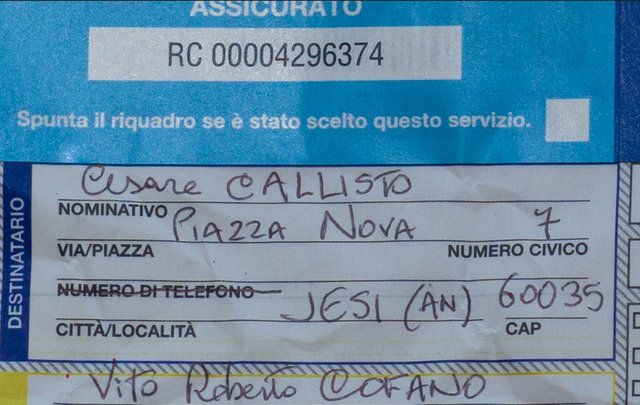 ASSICURATO
RC 00004296374
Spunta il riquadro se è stato scelto questo servizio.
DESTINATARIO
Cesare CALLISTO
NOMINATIVO
PIAZZA NOVA 7
VIA/PIAZZA NUMERO CIVICO
NUMERO DI TELEFONO
JESI (AN) 60035
CITTÀ/LOCALITÀ CAP
Vito Roberto COFANO